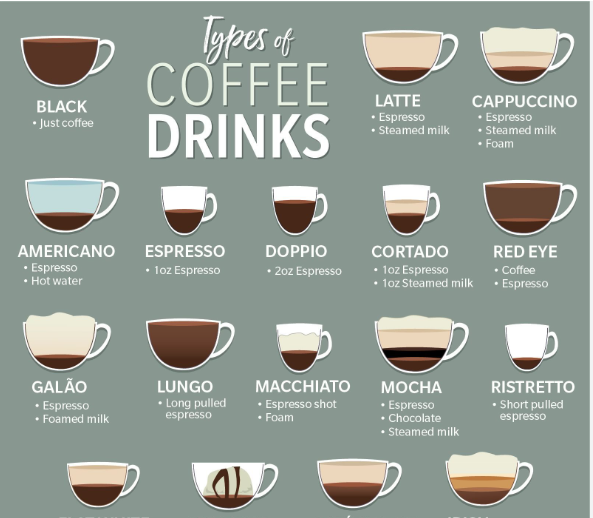 Types of
COFFEE
DRINKS
BLACK
• Just coffee
LATTE
• Espresso
• Steamed milk
CAPPUCCINO
• Espresso
• Steamed milk
• Foam
AMERICANO
• Espresso
• Hot water
ESPRESSO
• 1oz Espresso
DOPPIO
• 2oz Espresso
CORTADO
• 1oz Espresso
• 1oz Steamed milk
RED EYE
• Coffee
• Espresso
GALÃO
• Espresso
• Foamed milk
LUNGO
• Long pulled
espresso
MACCHIATO
• Espresso shot
• Foam
MOCHA
• Espresso
• Chocolate
• Steamed milk
RISTRETTO
• Short pulled
espresso